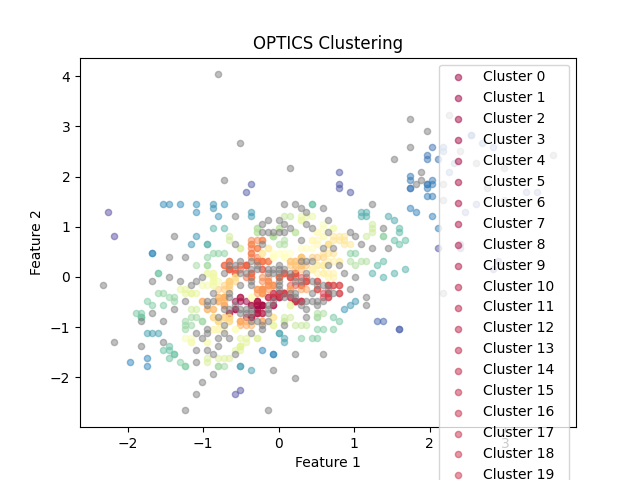 OPTICS Clustering
Feature 2
4
3
2
1
0
−1
−2
−2
−1
0
1
2
3
Feature 1
Cluster 0
Cluster 1
Cluster 2
Cluster 3
Cluster 4
Cluster 5
Cluster 6
Cluster 7
Cluster 8
Cluster 9
Cluster 10
Cluster 11
Cluster 12
Cluster 13
Cluster 14
Cluster 15
Cluster 16
Cluster 17
Cluster 18
Cluster 19